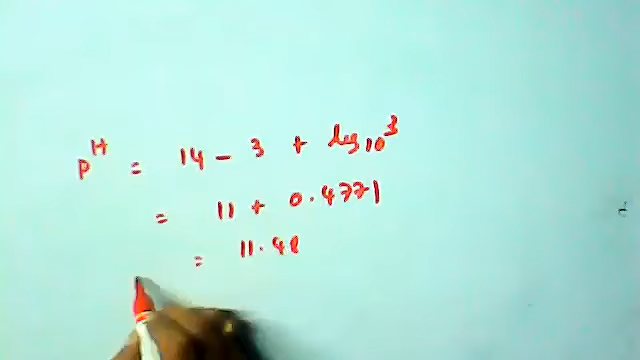 pH = 14 - 3 + log10 3
= 11 + 0.4771
= 11.48